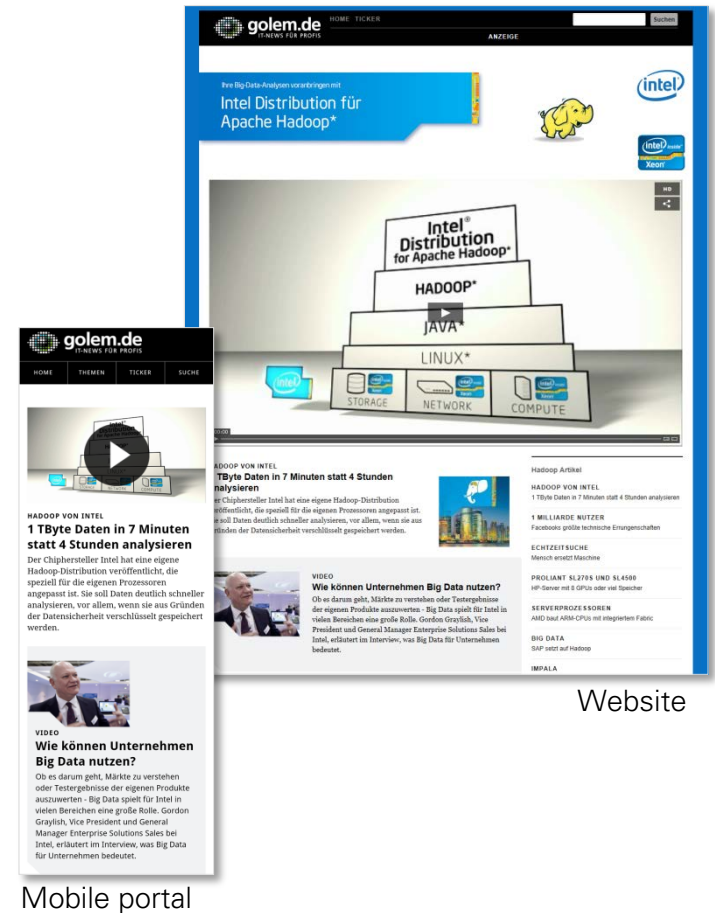 golem.de
IT-NEWS FÜR PROFIS
HOME TICKER
Suchen
ANZEIGE
Ihre Big-Data-Analysen voranbringen mit
Intel Distribution für
Apache Hadoop*
intel
intel inside
Xeon
HD
Intel®
Distribution
for Apache Hadoop*
HADOOP*
JAVA*
LINUX*
intel
STORAGE
NETWORK
COMPUTE
00:00
HADOOP VON INTEL
TByte Daten in 7 Minuten statt 4 Stunden
analysieren
Der Chiphersteller Intel hat eine eigene Hadoop-Distribution
veröffentlicht, die speziell für die eigenen Prozessoren angepasst ist.
Sie soll Daten deutlich schneller analysieren, vor allem, wenn sie aus
Gründen der Datensicherheit verschlüsselt gespeichert werden.
VIDEO
Wie können Unternehmen Big Data nutzen?
Ob es darum geht, Märkte zu verstehen oder Testergebnisse
der eigenen Produkte auszuwerten - Big Data spielt für Intel in
vielen Bereichen eine große Rolle. Gordon Graylish, Vice
President und General Manager Enterprise Solutions Sales bei
Intel, erläutert im Interview, was Big Data für Unternehmen
bedeutet.
Hadoop Artikel
HADOOP VON INTEL
1 TByte Daten in 7 Minuten statt 4 Stunden analysieren
1 MILLIARDE NUTZER
Facebooks größte technische Errungenschaften
ECHTZEITSUCHE
Mensch ersetzt Maschine
PROLIANT SL270S UND SL4500
HP-Server mit 8 GPUs oder viel Speicher
SERVERPROZESSOREN
AMD baut ARM-CPUs mit integriertem Fabric
BIG DATA
SAP setzt auf Hadoop
IMPALA
Website
golem.de
IT-NEWS FÜR PROFIS
HOME THEMEN TICKER SUCHE
HADOOP VON INTEL
1 TByte Daten in 7 Minuten
statt 4 Stunden analysieren
Der Chiphersteller Intel hat eine eigene
Hadoop-Distribution veröffentlicht, die
speziell für die eigenen Prozessoren
angepasst ist. Sie soll Daten deutlich schneller
analysieren, vor allem, wenn sie aus Gründen
der Datensicherheit verschlüsselt gespeichert
werden.
VIDEO
Wie können Unternehmen
Big Data nutzen?
Ob es darum geht, Märkte zu verstehen
oder Testergebnisse der eigenen Produkte
auszuwerten - Big Data spielt für Intel in
vielen Bereichen eine große Rolle. Gordon
Graylish, Vice President und General
Manager Enterprise Solutions Sales bei
Intel, erläutert im Interview, was Big Data
für Unternehmen bedeutet.
Mobile portal